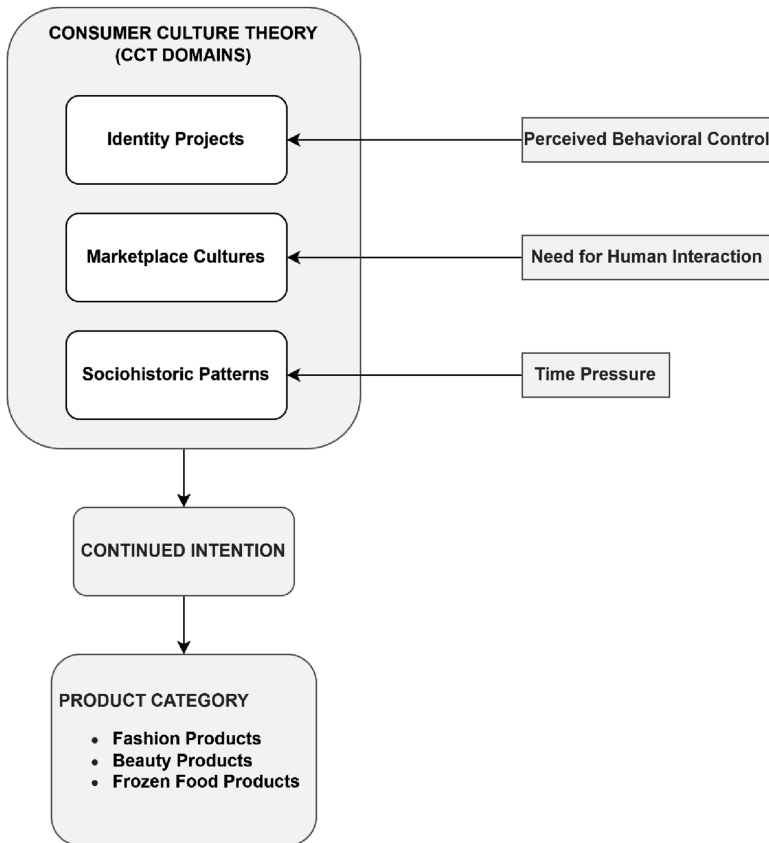 CONSUMER CULTURE THEORY
(CCT DOMAINS)
Identity Projects
Perceived Behavioral Control
Marketplace Cultures
Need for Human Interaction
Sociohistoric Patterns
Time Pressure
CONTINUED INTENTION
PRODUCT CATEGORY
• Fashion Products
• Beauty Products
• Frozen Food Products